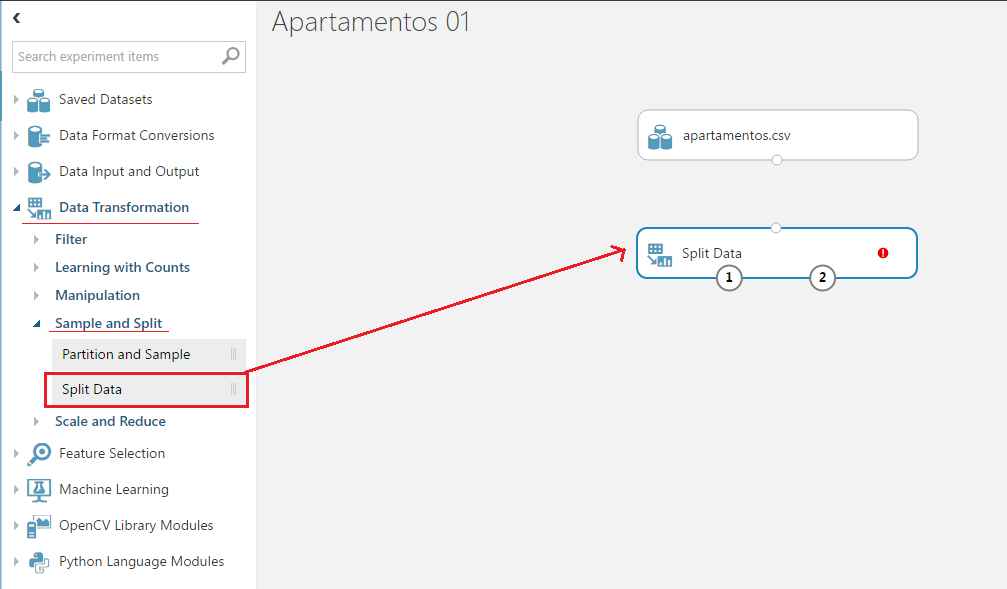 Apartamentos 01
Search experiment items
Saved Datasets
Data Format Conversions
Data Input and Output
Data Transformation
Filter
Learning with Counts
Manipulation
Sample and Split
Partition and Sample
Split Data
Scale and Reduce
Feature Selection
Machine Learning
OpenCV Library Modules
Python Language Modules
apartamentos.csv
Split Data
1
2